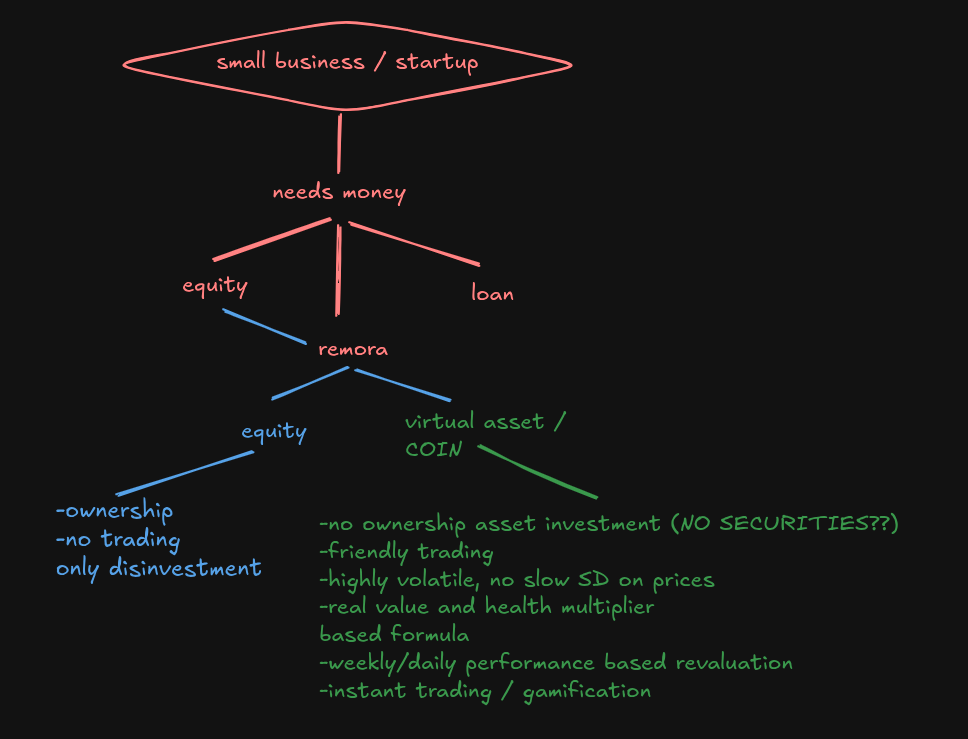 small business / startup
needs money
equity
loan
remora
equity
virtual asset /
COIN
-ownership
-no trading
only disinvestment
-no ownership asset investment (NO SECURITIES??)
-friendly trading
-highly volatile, no slow SD on prices
-real value and health multiplier
based formula
-weekly/daily performance based revaluation
-instant trading / gamification